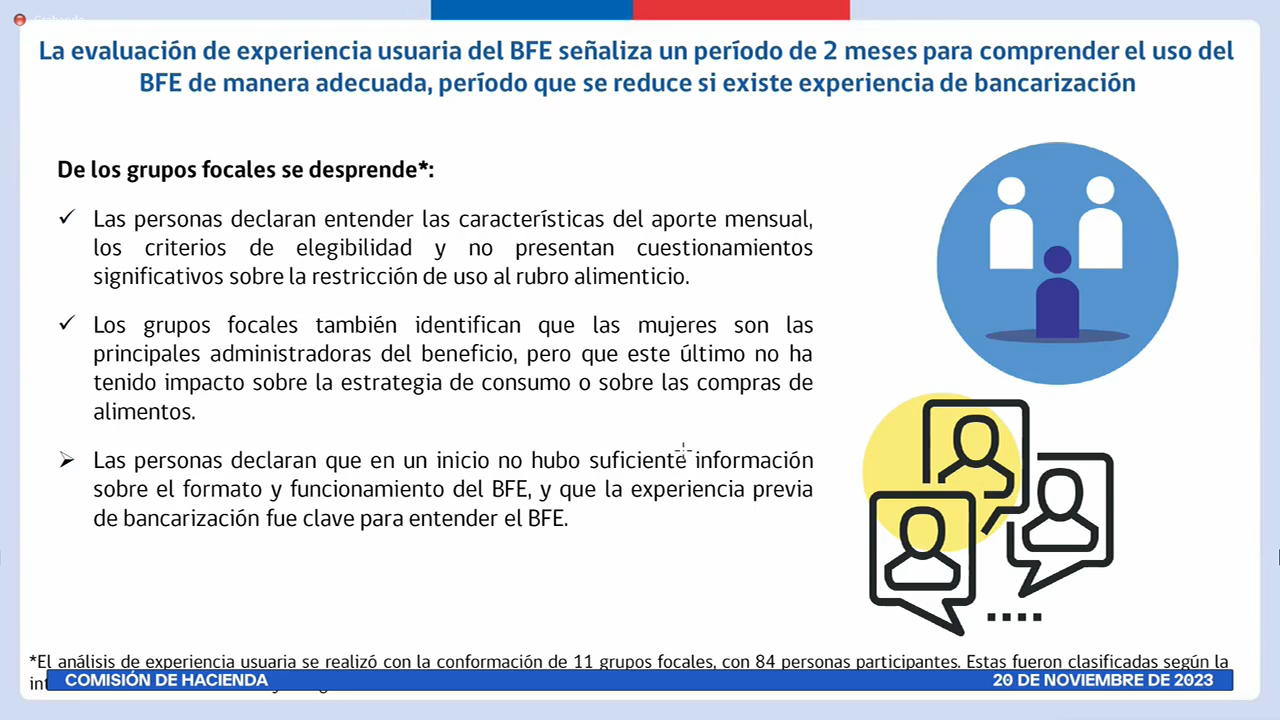 Grabando
La evaluación de experiencia usuaria del BFE señaliza un período de 2 meses para comprender el uso del
BFE de manera adecuada, período que se reduce si existe experiencia de bancarización
De los grupos focales se desprende*:
✓ Las personas declaran entender las características del aporte mensual,
los criterios de elegibilidad y no presentan cuestionamientos
significativos sobre la restricción de uso al rubro alimenticio.
✓ Los grupos focales también identifican que las mujeres son las
principales administradoras del beneficio, pero que este último no ha
tenido impacto sobre la estrategia de consumo o sobre las compras de
alimentos.
➢ Las personas declaran que en un inicio no hubo suficiente información
sobre el formato y funcionamiento del BFE, y que la experiencia previa
de bancarización fue clave para entender el BFE.
*El análisis de experiencia usuaria se realizó con la conformación de 11 grupos focales, con 84 personas participantes. Estas fueron clasificadas según la
COMISIÓN DE HACIENDA
20 DE NOVIEMBRE DE 2023